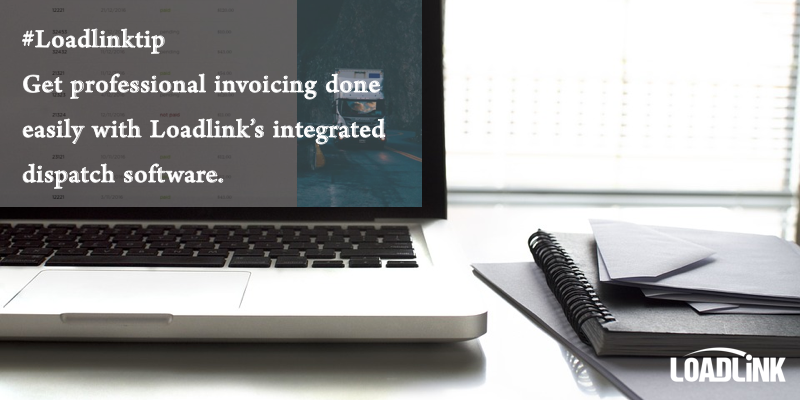 #Loadlinktip
Get professional invoicing done
easily with Loadlink's integrated
dispatch software.
LOADLINK